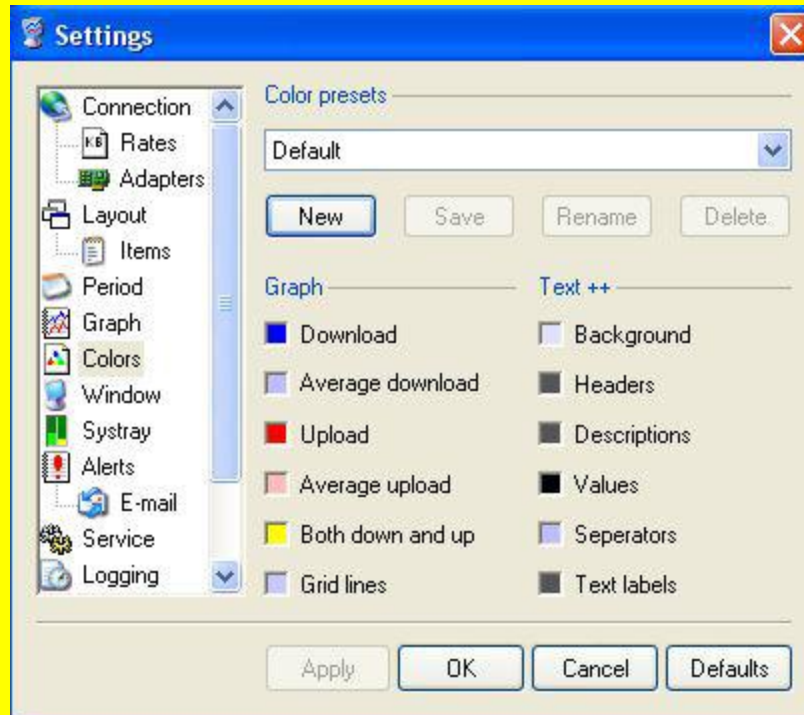 Settings
Connection
Rates
Adapters
Layout
Items
Period
Graph
Colors
Window
Systray
Alerts
E-mail
Service
Logging
Color presets
Default
New Save Rename Delete
Graph
Download
Average download
Upload
Average upload
Both down and up
Grid lines
Text ++
Background
Headers
Descriptions
Values
Seperators
Text labels
Apply OK Cancel Defaults